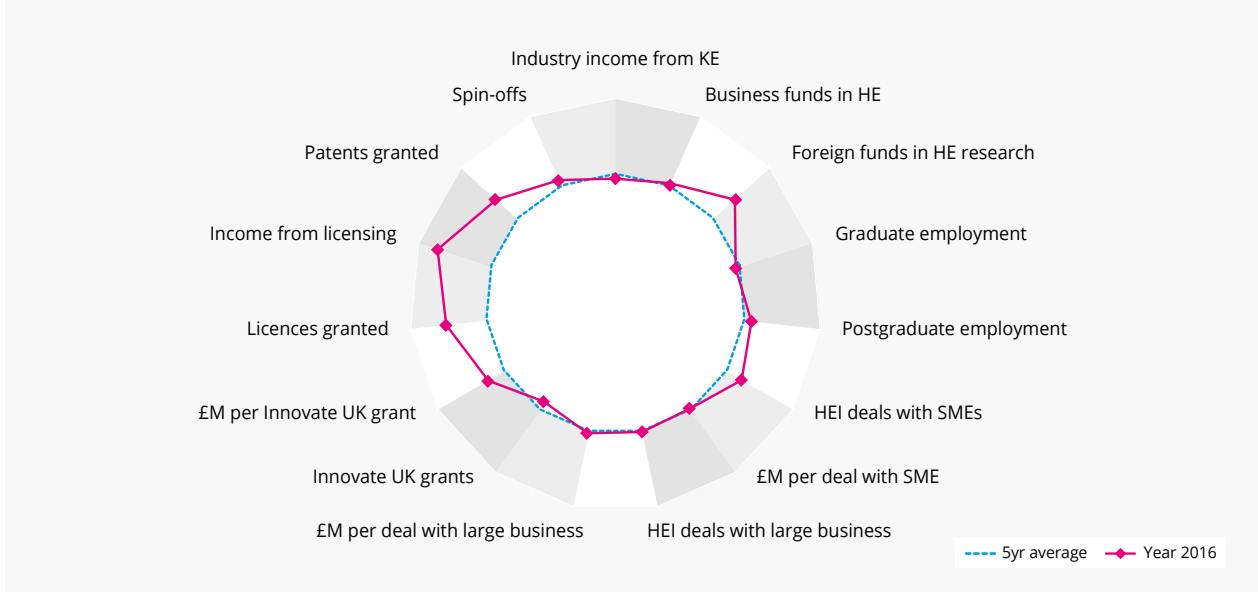 Industry income from KE
Spin-offs
Business funds in HE
Patents granted
Foreign funds in HE research
Income from licensing
Graduate employment
Licences granted
Postgraduate employment
£M per Innovate UK grant
HEI deals with SMEs
Innovate UK grants
£M per deal with SME
£M per deal with large business
HEI deals with large business
5yr average
Year 2016